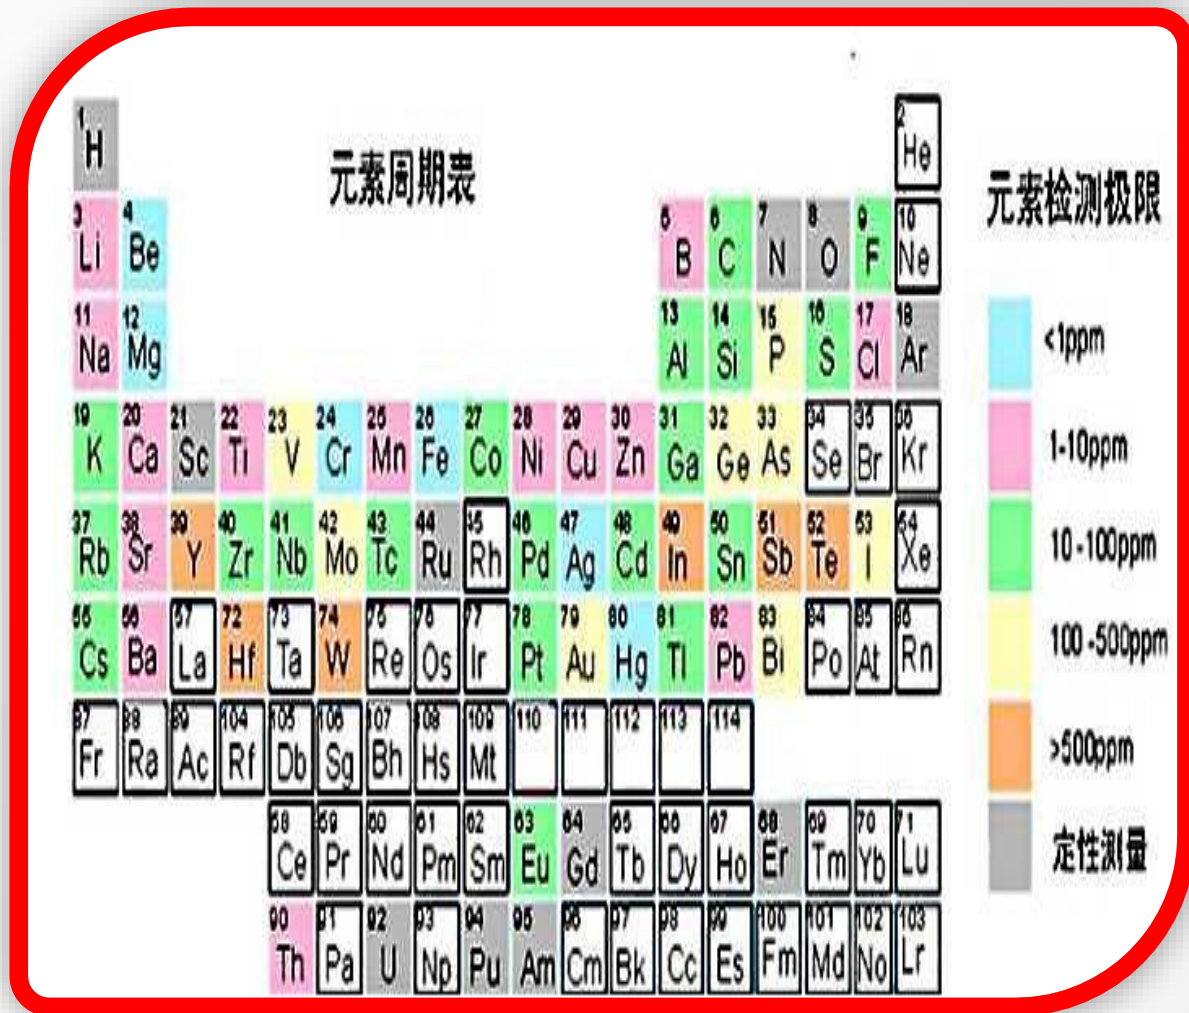 元素周期表
元素检测极限
1 H 2 He
3 Li 4 Be 5 B 6 C 7 N 8 O 9 F 10 Ne
11 Na 12 Mg 13 Al 14 Si 15 P 16 S 17 Cl 18 Ar
19 K 20 Ca 21 Sc 22 Ti 23 V 24 Cr 25 Mn 26 Fe 27 Co 28 Ni 29 Cu 30 Zn 31 Ga 32 Ge 33 As 34 Se 35 Br 36 Kr
37 Rb 38 Sr 39 Y 40 Zr 41 Nb 42 Mo 43 Tc 44 Ru 45 Rh 46 Pd 47 Ag 48 Cd 49 In 50 Sn 51 Sb 52 Te 53 I 54 Xe
55 Cs 56 Ba 57 La 72 Hf 73 Ta 74 W 75 Re 76 Os 77 Ir 78 Pt 79 Au 80 Hg 81 Tl 82 Pb 83 Bi 84 Po 85 At 86 Rn
87 Fr 88 Ra 89 Ac 104 Rf 105 Db 106 Sg 107 Bh 108 Hs 109 Mt 110 111 112 113 114
58 Ce 59 Pr 60 Nd 61 Pm 62 Sm 63 Eu 64 Gd 65 Tb 66 Dy 67 Ho 68 Er 69 Tm 70 Yb 71 Lu
90 Th 91 Pa 92 U 93 Np 94 Pu 95 Am 96 Cm 97 Bk 98 Cc 99 Es 100 Fm 101 Md 102 No 103 Lr
<1ppm
1-10ppm
10-100ppm
100-500ppm
>500ppm
定性测量